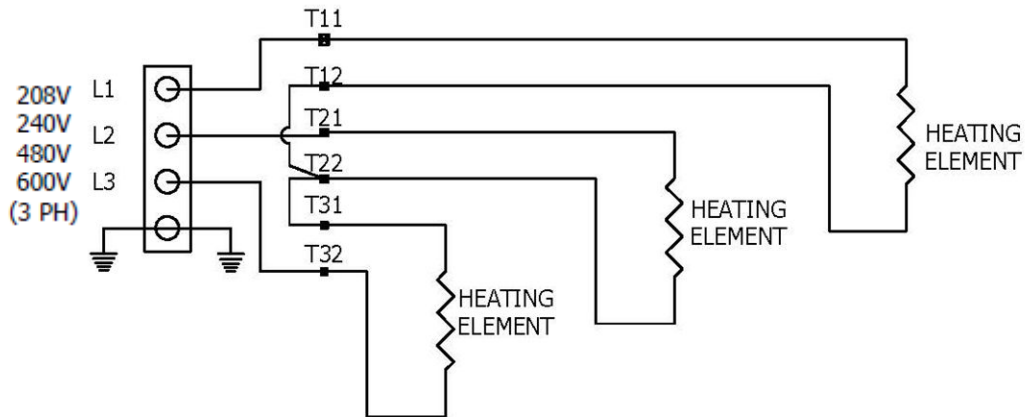 T11
208V
240V
480V
600V
(3 PH)
L1
L2
L3
T12
T21
T22
T31
T32
HEATING
ELEMENT
HEATING
ELEMENT
HEATING
ELEMENT